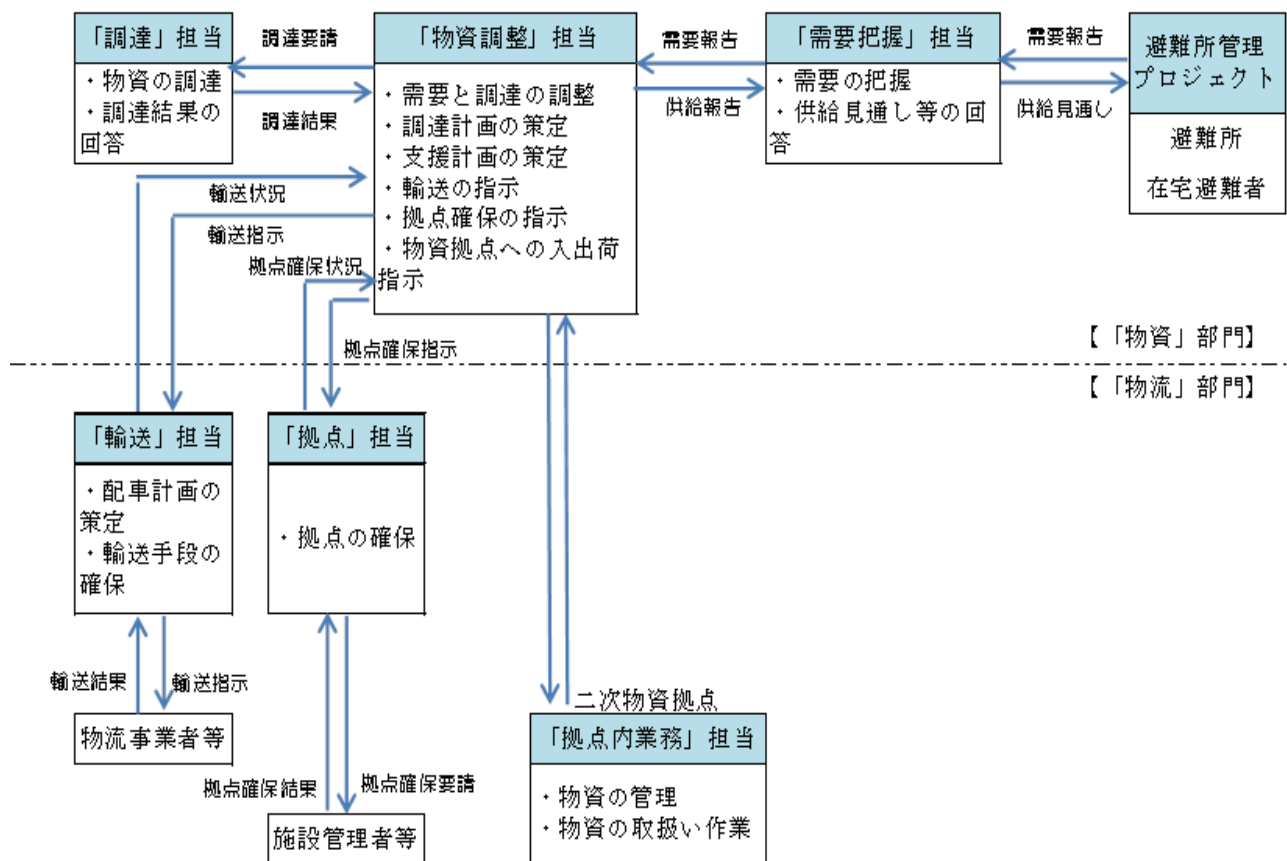 「調達」担当
・物資の調達
・調達結果の
回答
調達要請
調達結果
「物資調整」担当
・需要と調達の調整
・調達計画の策定
・支援計画の策定
・輸送の指示
・拠点確保の指示
・物資拠点への入出荷
指示
需要報告
供給報告
「需要把握」担当
・需要の把握
・供給見通し等の回
答
需要報告
供給見通し
避難所管理
プロジェクト
避難所
在宅避難者
輸送状況
輸送指示
拠点確保状況
拠点確保指示
【「物資」部門】
【「物流」部門】
「輸送」担当
・配車計画の
策定
・輸送手段の
確保
「拠点」担当
・拠点の確保
輸送結果
輸送指示
物流事業者等
拠点確保結果
拠点確保要請
施設管理者等
二次物資拠点
「拠点内業務」担当
・物資の管理
・物資の取扱い作業